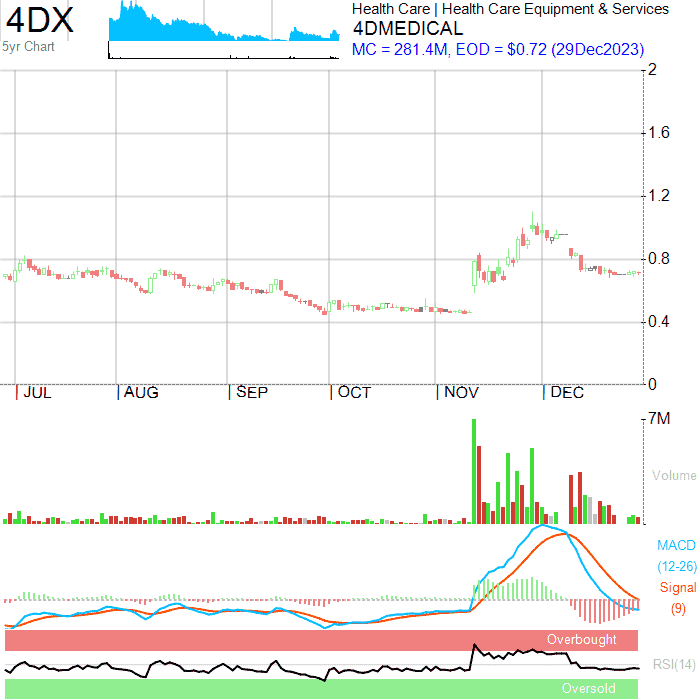 4DX
5yr Chart
Health Care | Health Care Equipment & Services
4DMEDICAL
MC = 281.4M, EOD = $0.72 (29Dec2023)
2
1.6
1.2
0.8
0.4
0
|JUL |AUG |SEP |OCT |NOV |DEC
7M
Volume
MACD
(12-26)
Signal
(9)
Overbought
RSI(14)
Oversold